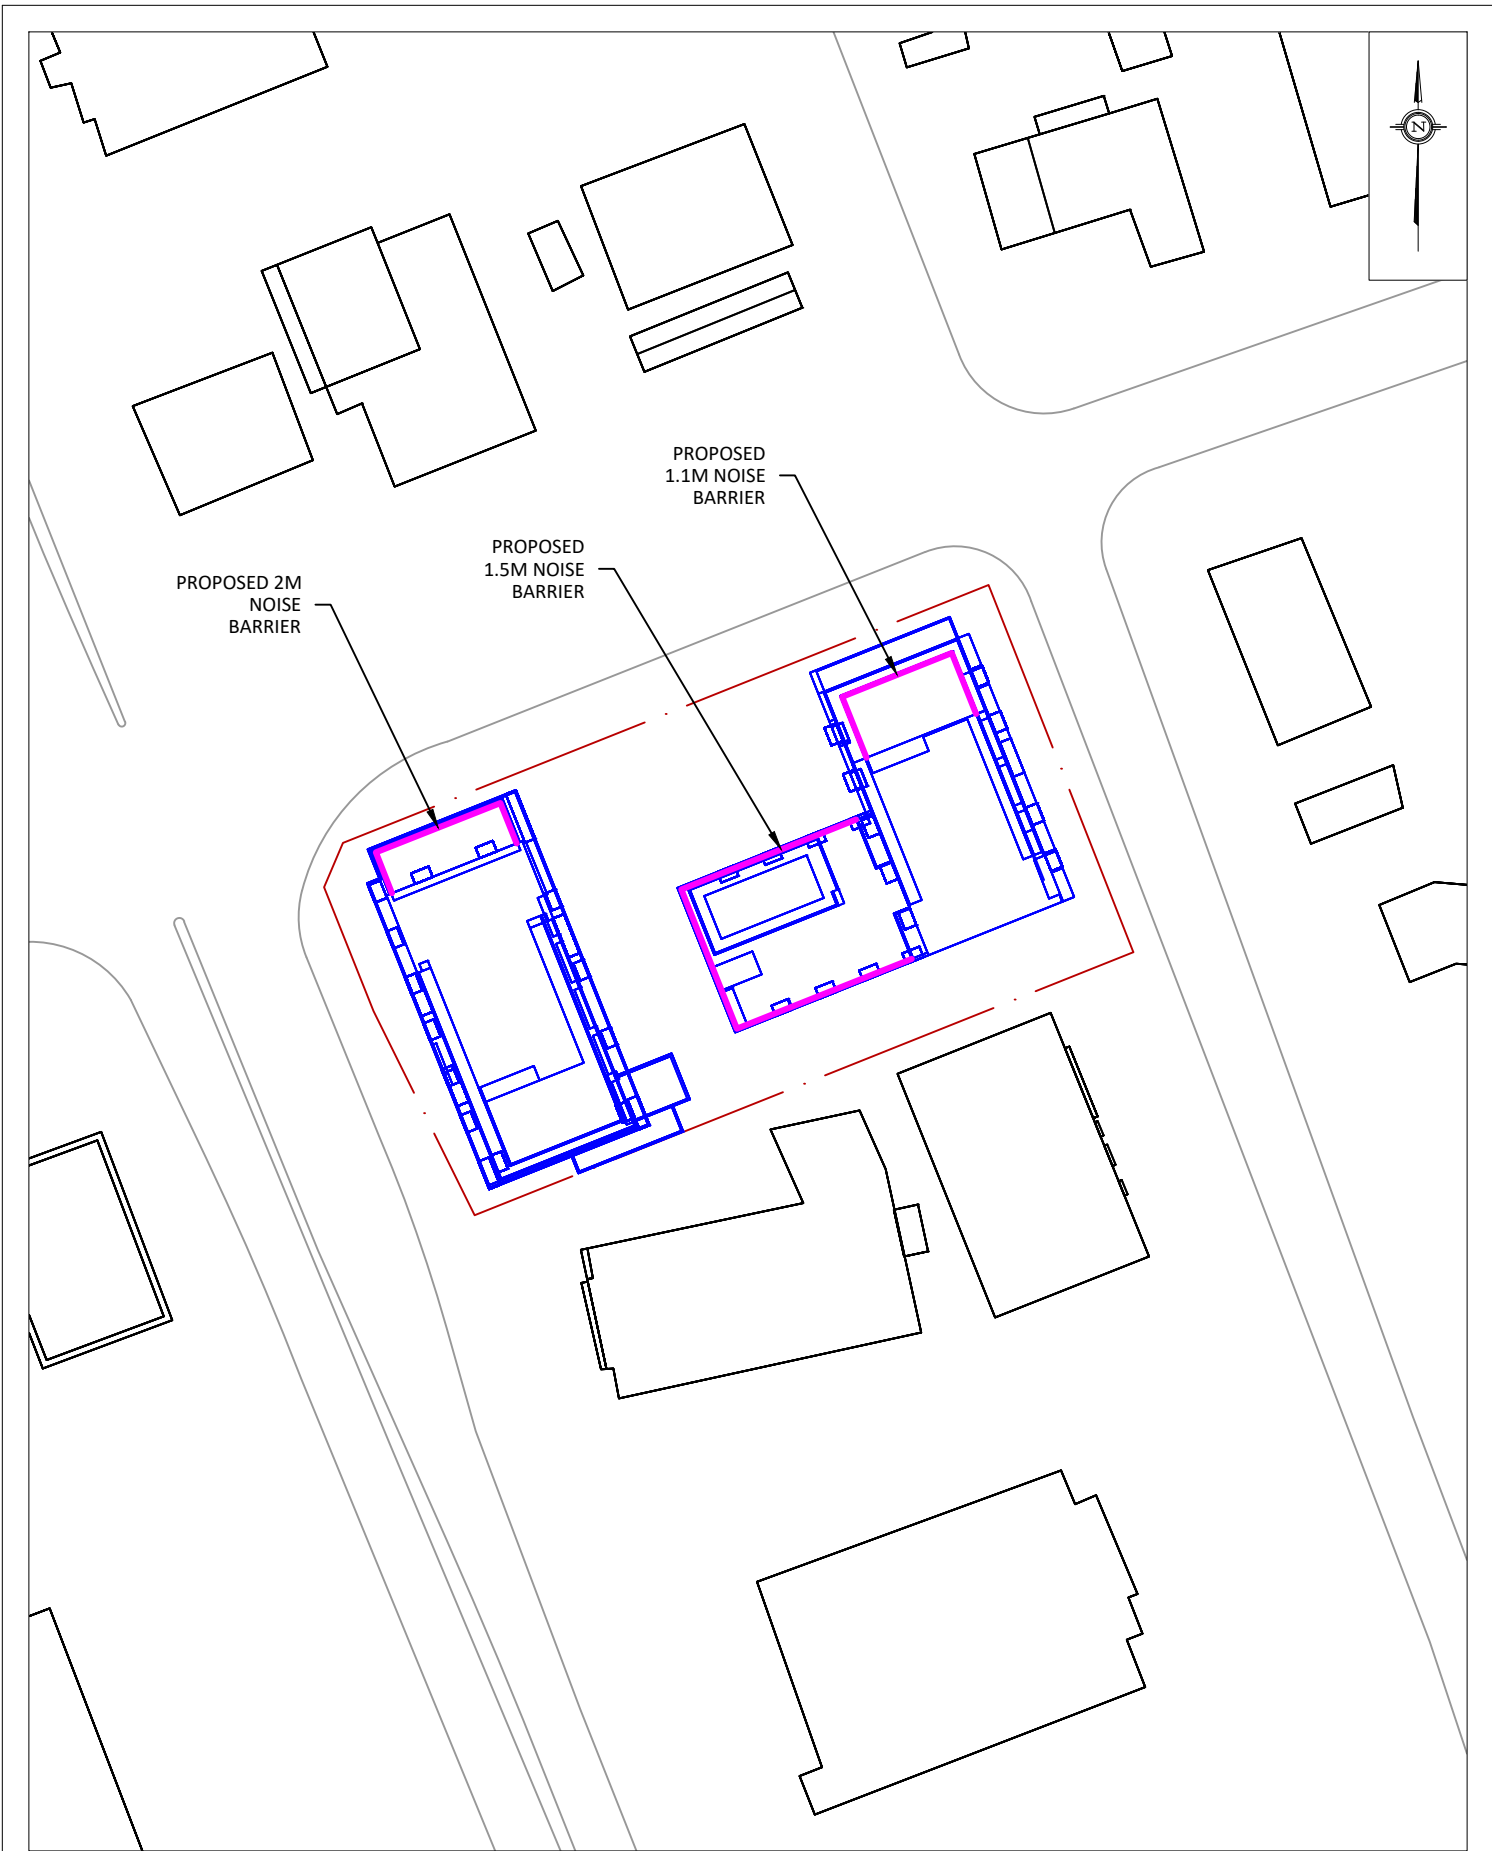 N
PROPOSED
1.1M NOISE
BARRIER
PROPOSED
1.5M NOISE
BARRIER
PROPOSED 2M
NOISE
BARRIER